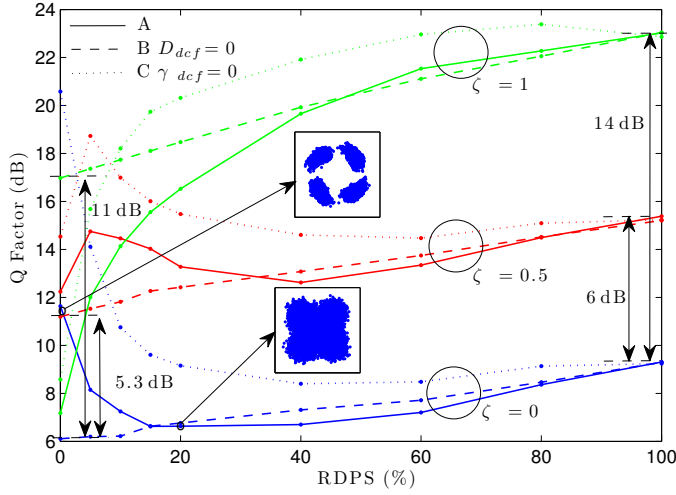 24
22
20
18
16
14
12
10
8
6
Q Factor (dB)
0
20
40
60
80
100
RDPS (%)
A
B D_dcf=0
C γ_dcf=0
ζ = 1
ζ = 0.5
ζ = 0
11 dB
5.3 dB
14 dB
6 dB